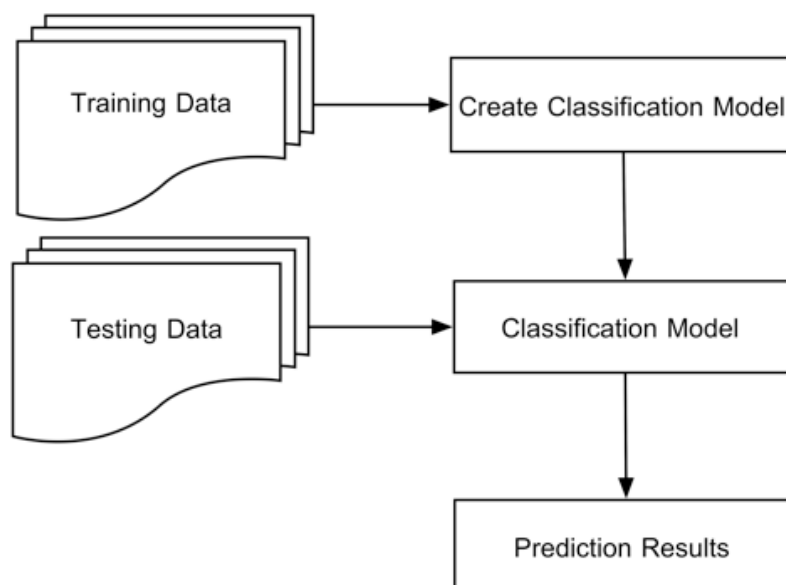 Training Data
Create Classification Model
Testing Data
Classification Model
Prediction Results